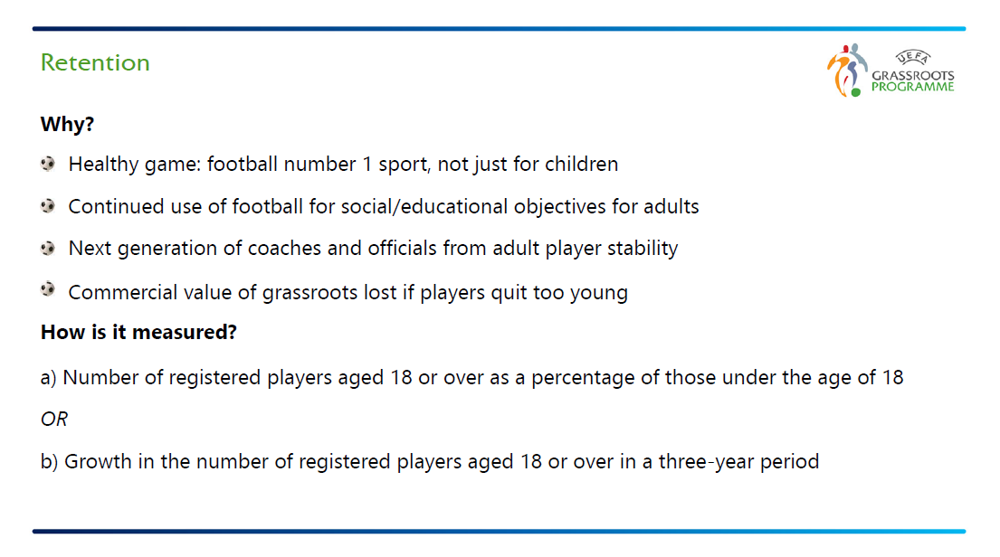 Retention
UEFA
GRASSROOTS
PROGRAMME
Why?
Healthy game: football number 1 sport, not just for children
Continued use of football for social/educational objectives for adults
Next generation of coaches and officials from adult player stability
Commercial value of grassroots lost if players quit too young
How is it measured?
a) Number of registered players aged 18 or over as a percentage of those under the age of 18
OR
b) Growth in the number of registered players aged 18 or over in a three-year period